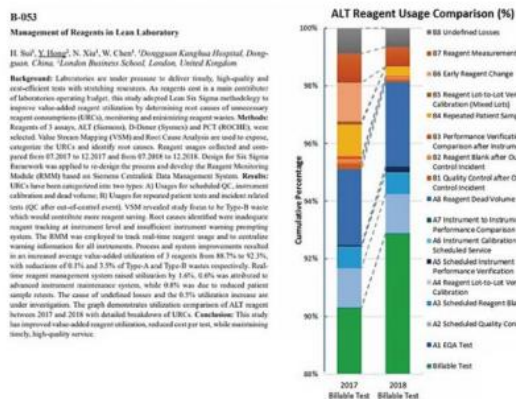 B-053
Management of Reagents in Lean Laboratory
H. Sui¹, Y. Hong², N. Xiu¹, W. Chen¹. ¹Dongguan Kanghua Hospital, Dong-
guan, China, ²London Business School, London, United Kingdom
Background: Laboratories are under pressure to deliver timely, high-quality and
cost-efficient tests with stretching resources. As reagents cost is a main contributor
of laboratories operating budget, this study adopted Lean Six Sigma methodology to
improve value-added reagent utilization by determining root causes of unnecessary
reagent consumptions (URCs), monitoring and minimizing reagent wastes. Methods:
Reagents of 3 assays, ALT (Siemens), D-Dimer (Sysmex) and PCT (ROCHE), were
selected. Value Stream Mapping (VSM) and Root Cause Analysis are used to expose,
categorize the URCs and identify root causes. Reagent usages collected and com-
pared from 07.2017 to 12.2017 and from 07.2018 to 12.2018. Design for Six Sigma
framework was applied to re-design the process and develop the Reagent Monitoring
Module (RMM) based on Siemens Centralink Data Management System. Results:
URCs have been categorized into two types: A) Usages for scheduled QC, instrument
calibration and dead volume; B) Usages for repeated patient tests and incident related
tests (QC after out-of-control event). VSM revealed study focus to be Type-B waste
which would contribute more reagent saving. Root causes identified were inadequate
reagent tracking at instrument level and insufficient instrument warning prompting
system. The RMM was employed to track real-time reagent usage and to centralize
warning information for all instruments. Process and system improvements resulted
in an increased average value-added utilization of 3 reagents from 88.7% to 92.3%,
with reductions of 0.1% and 3.5% of Type-A and Type-B wastes respectively. Real-
time reagent management system raised utilization by 1.6%, 0.6% was attributed to
advanced instrument maintenance system, while 0.8% was due to reduced patient
sample retests. The cause of undefined losses and the 0.5% utilization increase are
under investigation. The graph demonstrates utilization comparison of ALT reagent
between 2017 and 2018 with detailed breakdown of URCs. Conclusion: This study
has improved value-added reagent utilization, reduced cost per test, while maintaining
timely, high-quality service.
ALT Reagent Usage Comparison (%)
Cumulative Percentage
100%
98%
96%
94%
92%
90%
88%
2017
Billable Test
2018
Billable Test
B8 Undefined Losses
B7 Reagent Measurement
B6 Early Reagent Change
B5 Reagent Lot-to-Lot Ver
Calibration (Mixed Lots)
B4 Repeated Patient Samp
B3 Performance Verificati
Comparison after Instrum
B2 Reagent Blank after Ou
Control Incident
B1 Quality Control after O
Control Incident
A8 Reagent Dead Volume
A7 Instrument to Instrume
Performance Comparison
A6 Instrument Calibration
Scheduled Service
A5 Scheduled Instrument
Performance Verification
A4 Reagent Lot-to-Lot Ver
Calibration
A3 Scheduled Reagent Bla
A2 Scheduled Quality Con
A1 EQA Test
Billable Test